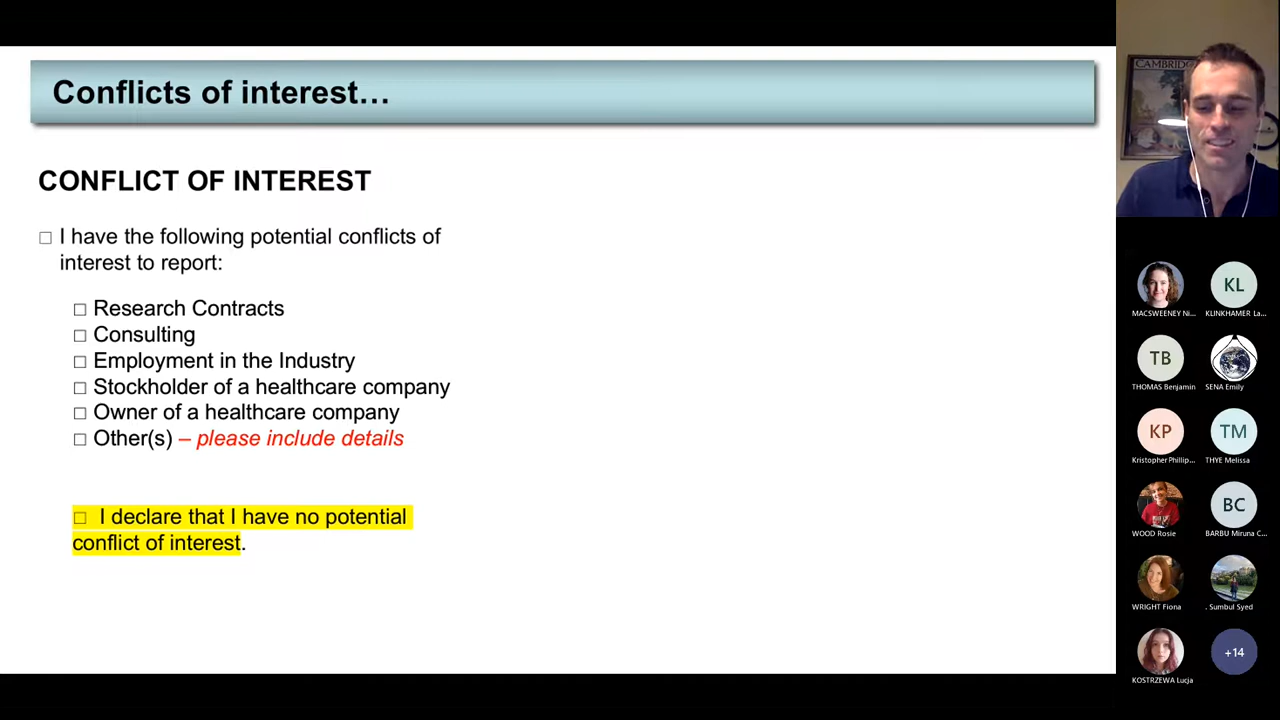 Conflicts of interest…
CONFLICT OF INTEREST
□ I have the following potential conflicts of
interest to report:
□ Research Contracts
□ Consulting
□ Employment in the Industry
□ Stockholder of a healthcare company
□ Owner of a healthcare company
□ Other(s) – please include details
□ I declare that I have no potential
conflict of interest.
CAMBRIDGE
MACSWEENEY Ni...
KL
KLINKHAMER La...
TB
THOMAS Benjamin
SENA Emily
KP
Kristopher Phillip...
TM
THYE Melissa
WOOD Rosie
BC
BARBU Miruna C...
WRIGHT Fiona
. Sumbul Syed
KOSTRZEWA Lucja
+14